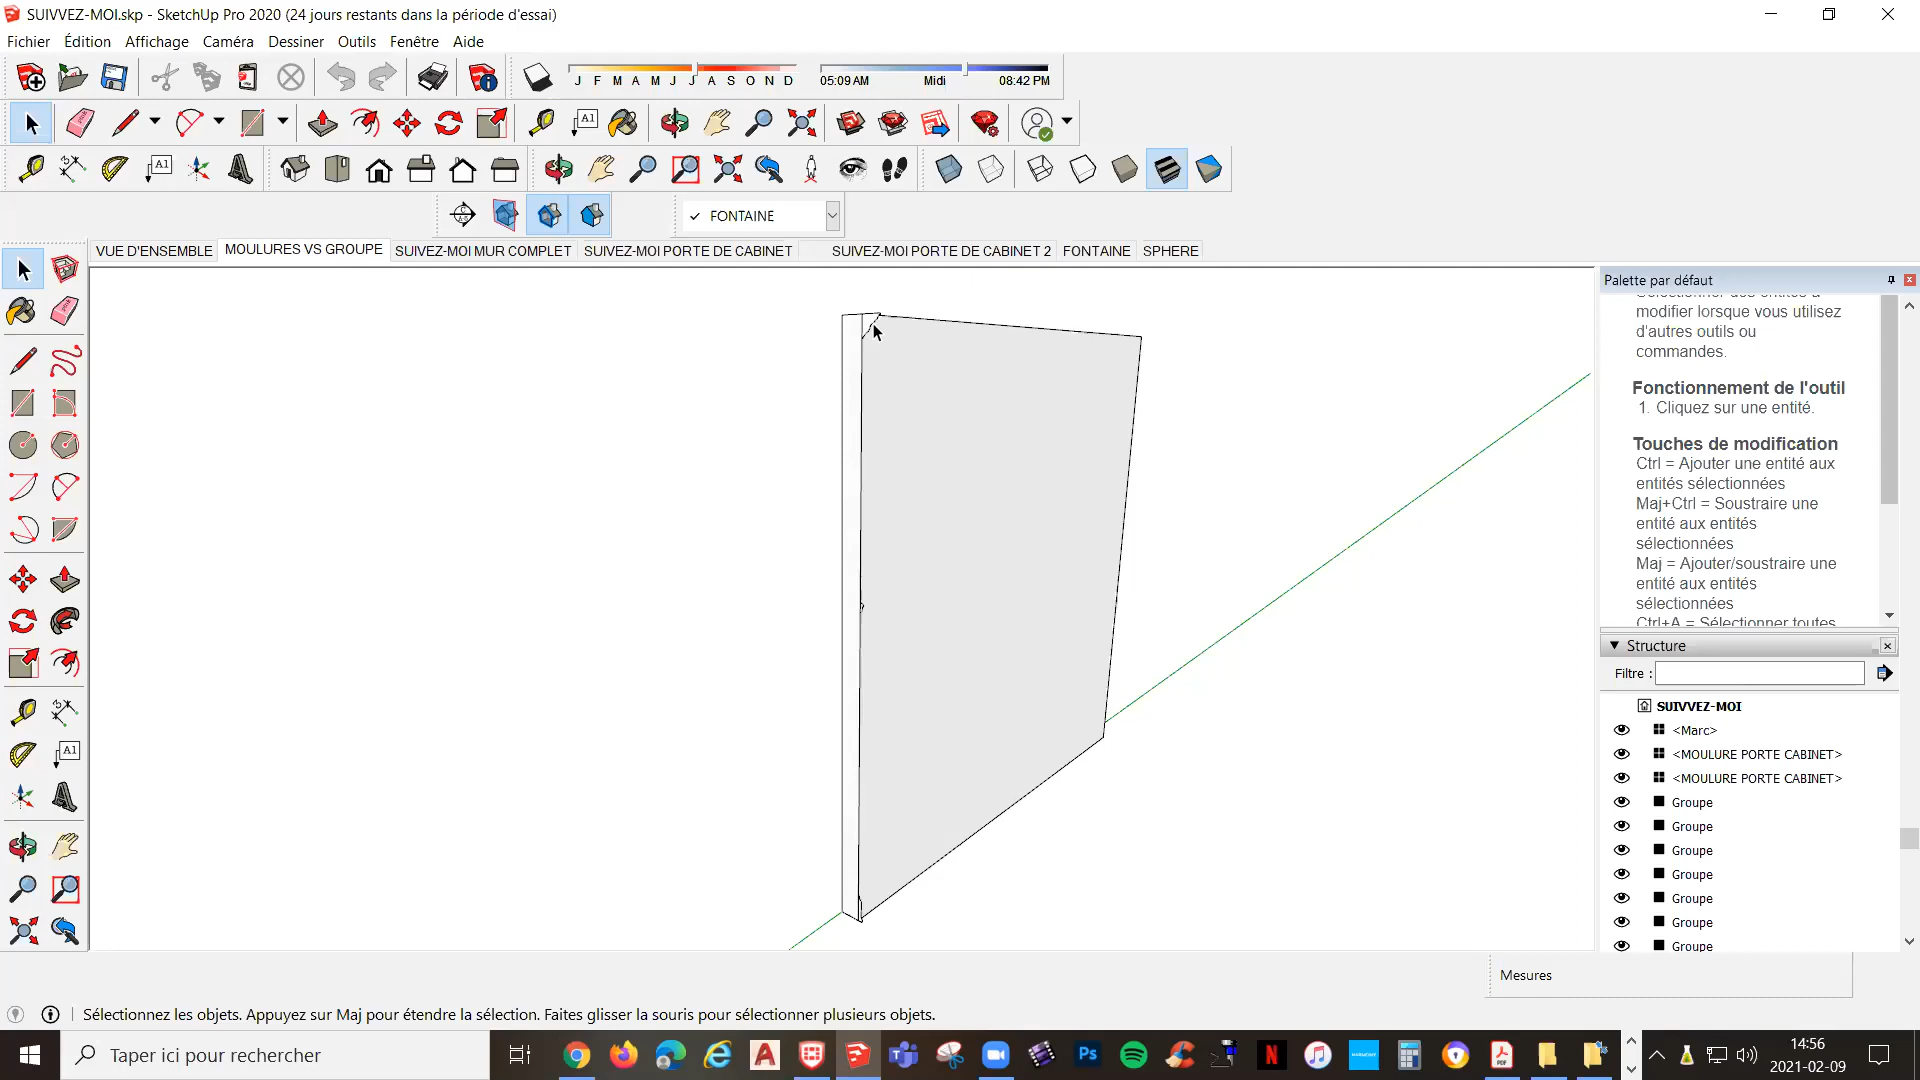 SUIVVEZ-MOI.skp - SketchUp Pro 2020 (24 jours restants dans la période d'essai)
Fichier Édition Affichage Caméra Dessiner Outils Fenêtre Aide
J F M A M J J A S O N D 05:09 AM Midi 08:42 PM
A1
A1
FONTAINE
VUE D'ENSEMBLE MOULURES VS GROUPE SUIVEZ-MOI MUR COMPLET SUIVEZ-MOI PORTE DE CABINET SUIVEZ-MOI PORTE DE CABINET 2 FONTAINE SPHERE
Palette par défaut
modifier lorsque vous utilisez
d'autres outils ou
commandes.
Fonctionnement de l'outil
1. Cliquez sur une entité.
Touches de modification
Ctrl = Ajouter une entité aux
entités sélectionnées
Maj+Ctrl = Soustraire une
entité aux entités
sélectionnées
Maj = Ajouter/soustraire une
entité aux entités
sélectionnées
Ctrl+A = Sélectionner toutes
Structure
Filtre :
SUIVVEZ-MOI
<Marc>
<MOULURE PORTE CABINET>
<MOULURE PORTE CABINET>
Groupe
Groupe
Groupe
Groupe
Groupe
Groupe
Groupe
A1
Mesures
Sélectionnez les objets. Appuyez sur Maj pour étendre la sélection. Faites glisser la souris pour sélectionner plusieurs objets.
Taper ici pour rechercher
14:56
2021-02-09